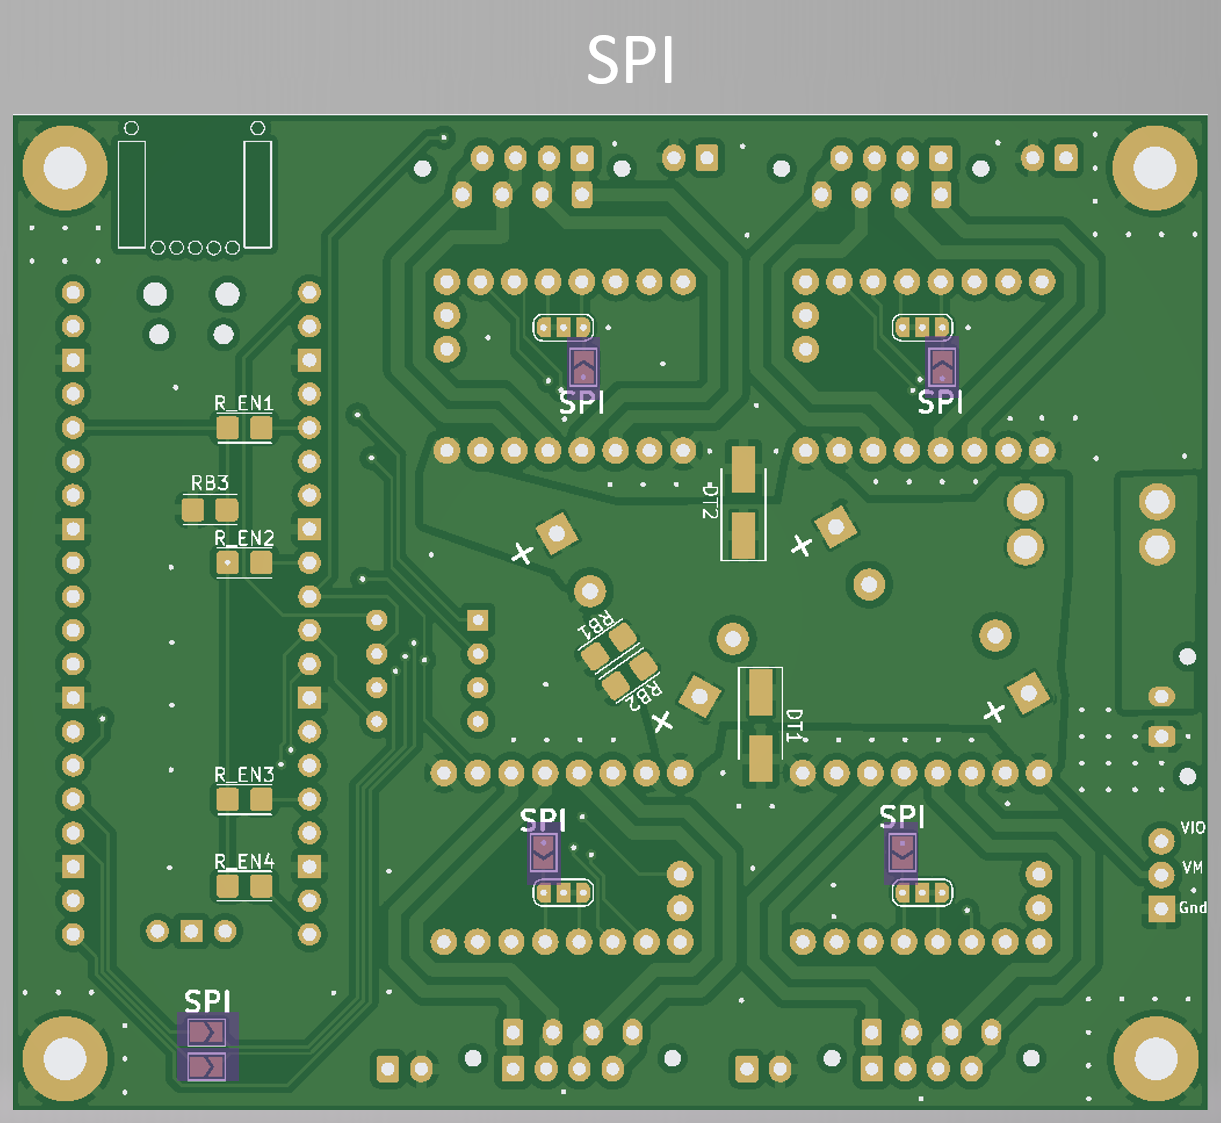 SPI
SPI
SPI
R_EN1
RB3
DT2
R_EN2
+
+
RB1
RB2
+
+
DT1
R_EN3
SPI
SPI
VIO
R_EN4
VM
Gnd
SPI